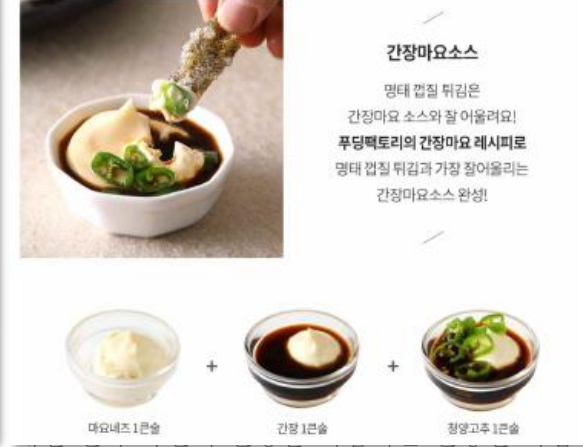 간장마요소스
명태 껍질 튀김은
간장마요 소스와 잘 어울려요!
푸딩팩토리의 간장마요 레시피로
명태 껍질 튀김과 가장 잘어울리는
간장마요소스 완성!
+
+
마요네즈 1큰술
간장 1큰술
청양고추 1큰술